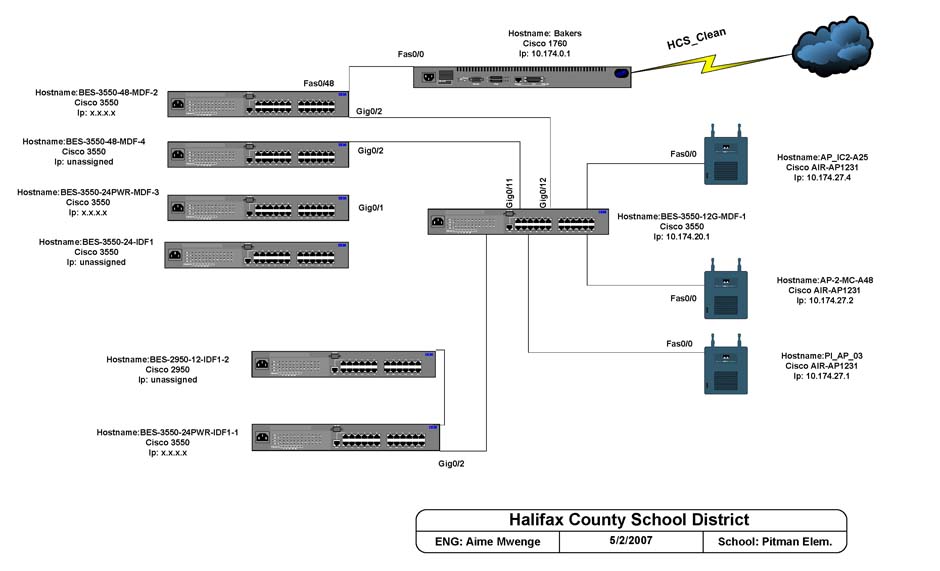 Hostname: Bakers
Cisco 1760
Ip: 10.174.0.1
HCS_Clean
Fas0/0
Fas0/48
Hostname:BES-3550-48-MDF-2
Cisco 3550
Ip: x.x.x.x
Gig0/2
Hostname:BES-3550-48-MDF-4
Cisco 3550
Ip: unassigned
Gig0/2
Fas0/0
Hostname:AP_IC2-A25
Cisco AIR-AP1231
Ip: 10.174.27.4
Hostname:BES-3550-24PWR-MDF-3
Cisco 3550
Ip: x.x.x.x
Gig0/1
Gig0/11
Gig0/12
Hostname:BES-3550-12G-MDF-1
Cisco 3550
Ip: 10.174.20.1
Hostname:BES-3550-24-IDF1
Cisco 3550
Ip: unassigned
Fas0/0
Hostname:AP-2-MC-A48
Cisco AIR-AP1231
Ip: 10.174.27.2
Fas0/0
Hostname:PI_AP_03
Cisco AIR-AP1231
Ip: 10.174.27.1
Hostname:BES-2950-12-IDF1-2
Cisco 2950
Ip: unassigned
Hostname:BES-3550-24PWR-IDF1-1
Cisco 3550
Ip: x.x.x.x
Gig0/2
Halifax County School District
ENG: Aime Mwenge
5/2/2007
School: Pitman Elem.